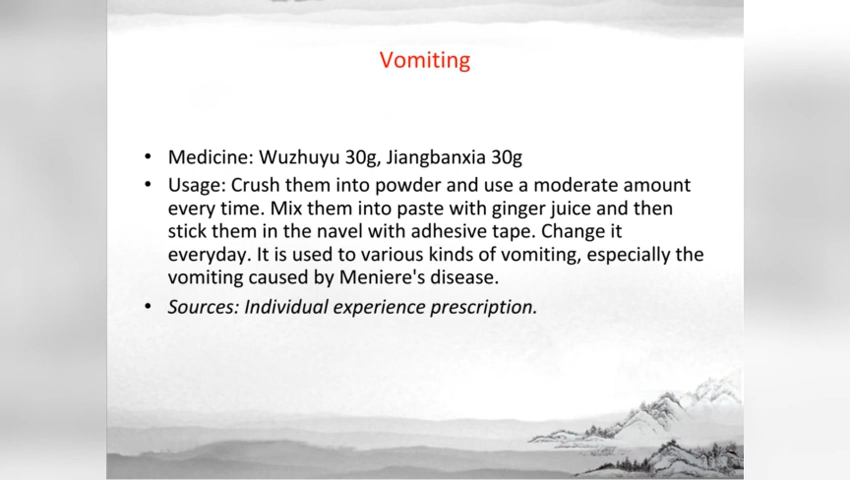 Vomiting
• Medicine: Wuzhuyu 30g, Jiangbanxia 30g
• Usage: Crush them into powder and use a moderate amount
every time. Mix them into paste with ginger juice and then
stick them in the navel with adhesive tape. Change it
everyday. It is used to various kinds of vomiting, especially the
vomiting caused by Meniere's disease.
• Sources: Individual experience prescription.